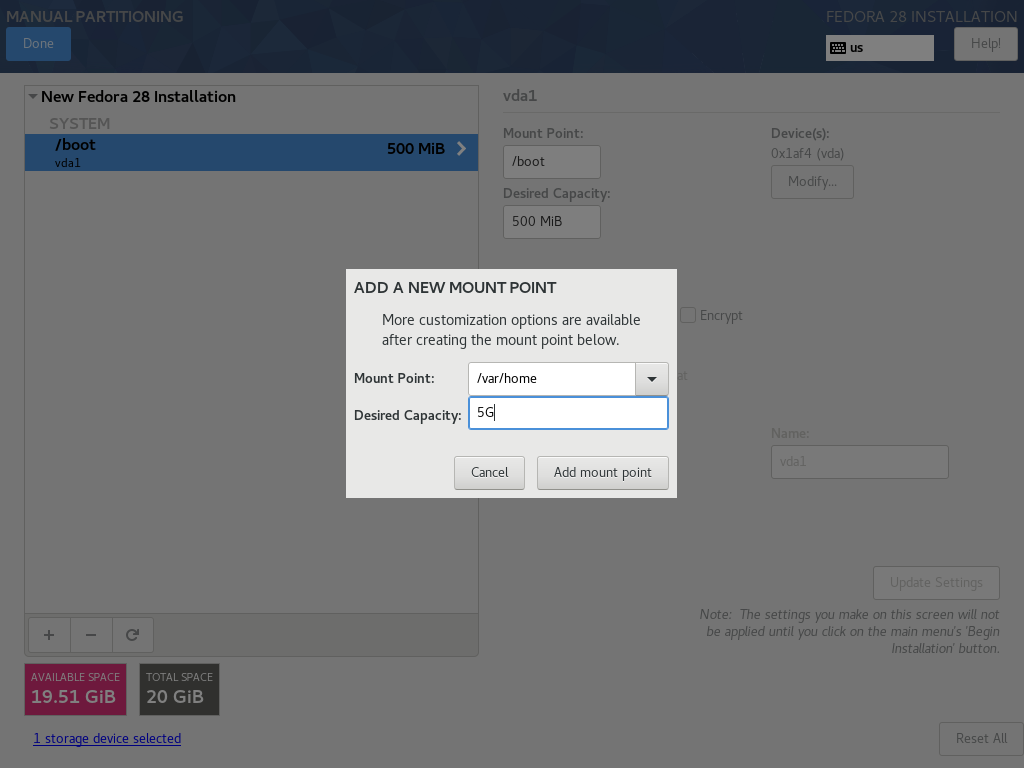 MANUAL PARTITIONING
FEDORA 28 INSTALLATION
Done
us
Help!
New Fedora 28 Installation
SYSTEM
/boot
500 MiB
vda1
vda1
Mount Point:
Device(s):
/boot
0x1af4 (vda)
Modify...
Desired Capacity:
500 MiB
ADD A NEW MOUNT POINT
More customization options are available
after creating the mount point below.
Mount Point:
/var/home
Desired Capacity:
5G
Cancel
Add mount point
Encrypt
Name:
vda1
Update Settings
Note: The settings you make on this screen will not
be applied until you click on the main menu's 'Begin
Installation' button.
AVAILABLE SPACE
19.51 GiB
TOTAL SPACE
20 GiB
1 storage device selected
Reset All